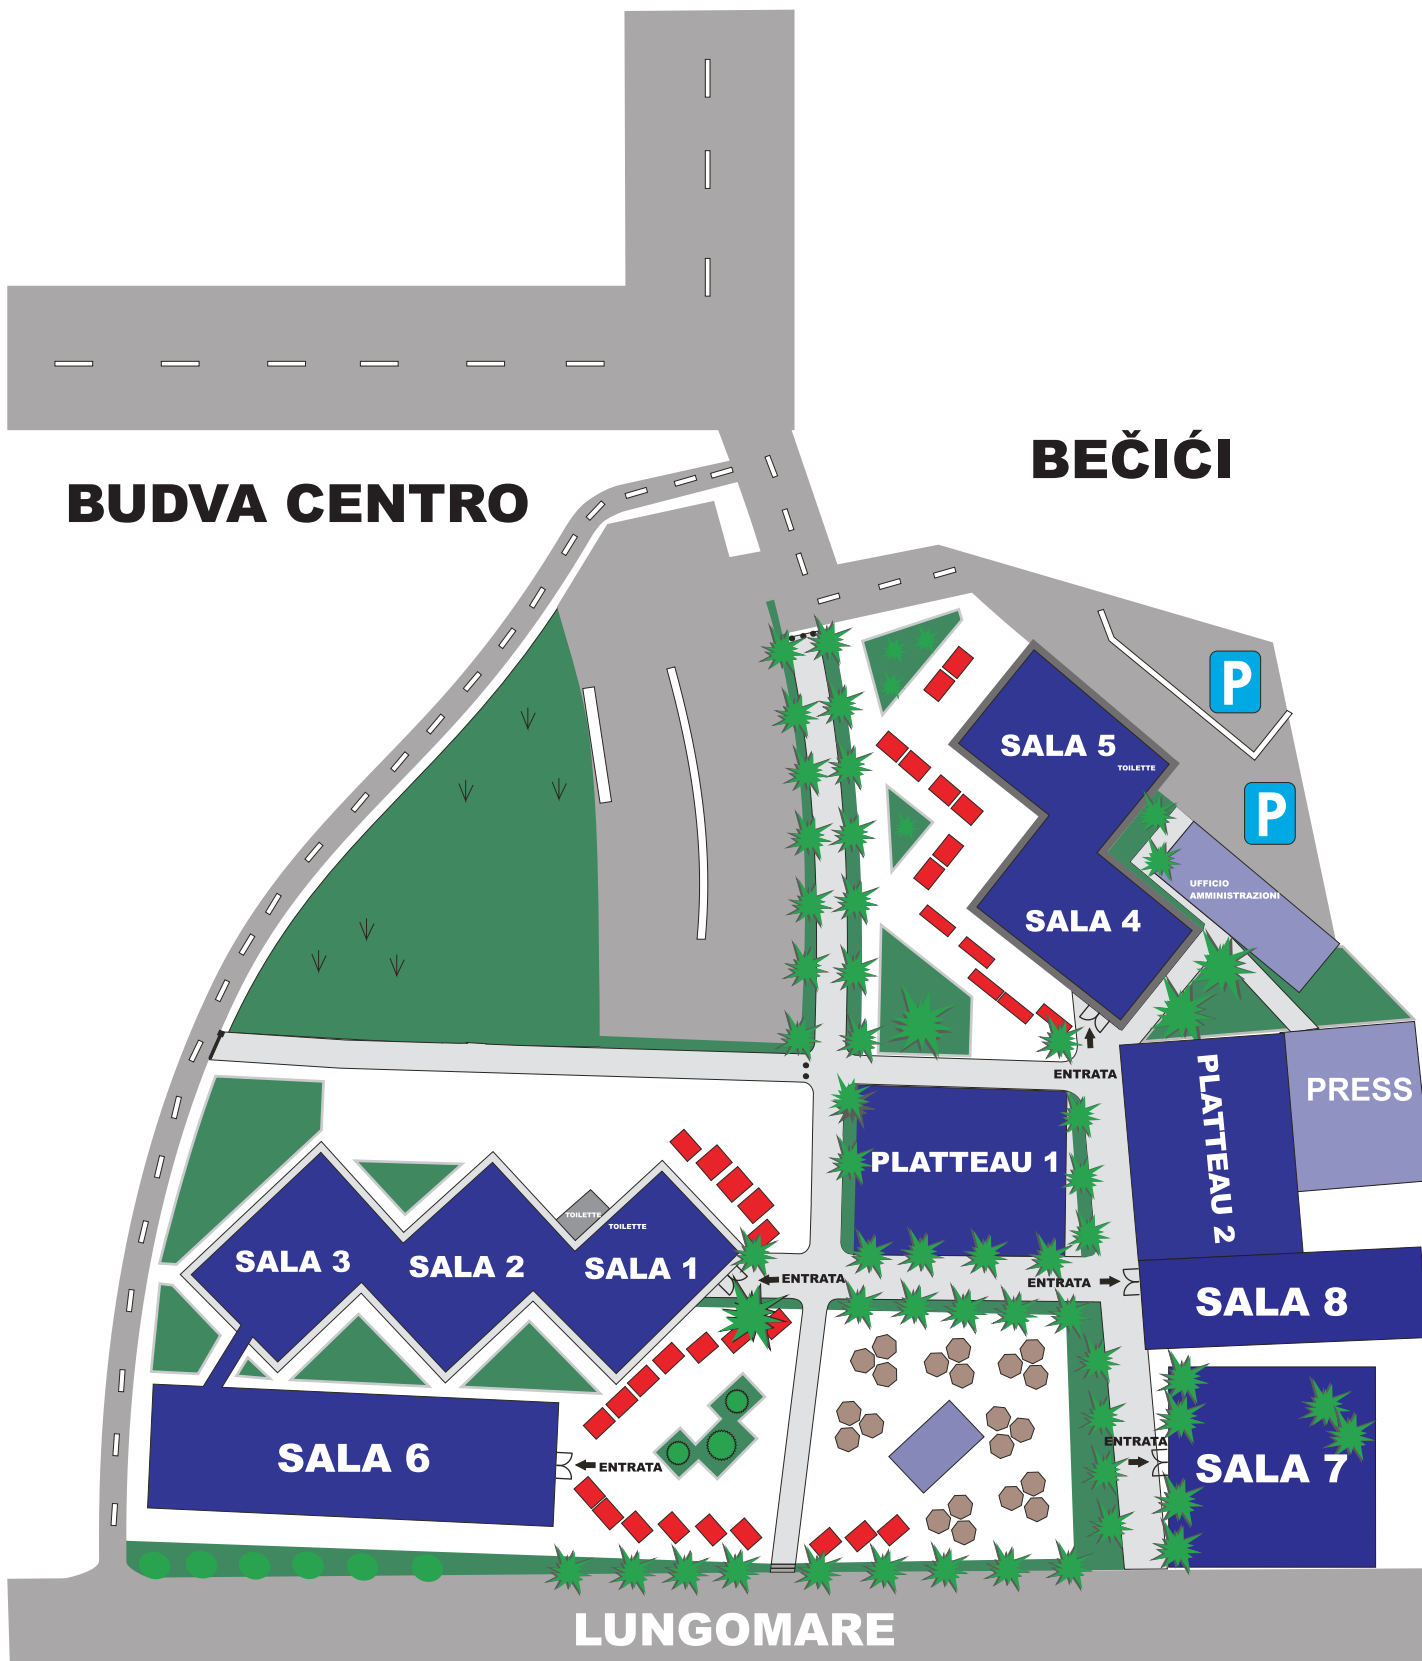 BEČIĆI
BUDVA CENTRO
P
SALA 5
TOILETTE
P
UFFICIO
AMMINISTRAZIONI
SALA 4
ENTRATA
PLATTEAU 2
PRESS
PLATTEAU 1
TOILETTE
TOILETTE
SALA 3
SALA 2
SALA 1
ENTRATA
ENTRATA
SALA 8
ENTRATA
SALA 6
ENTRATA
SALA 7
LUNGOMARE